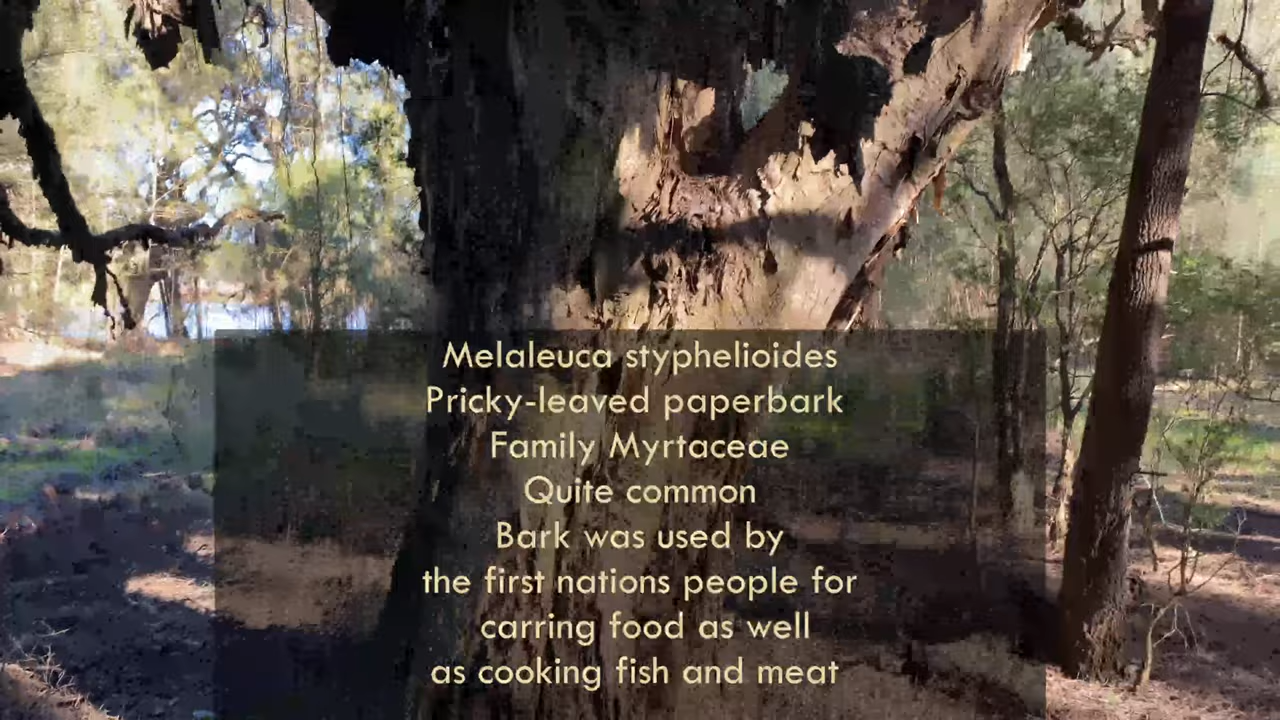 Melaleuca styphelioides
Pricky-leaved paperbark
Family Myrtaceae
Quite common
Bark was used by
the first nations people for
carring food as well
as cooking fish and meat